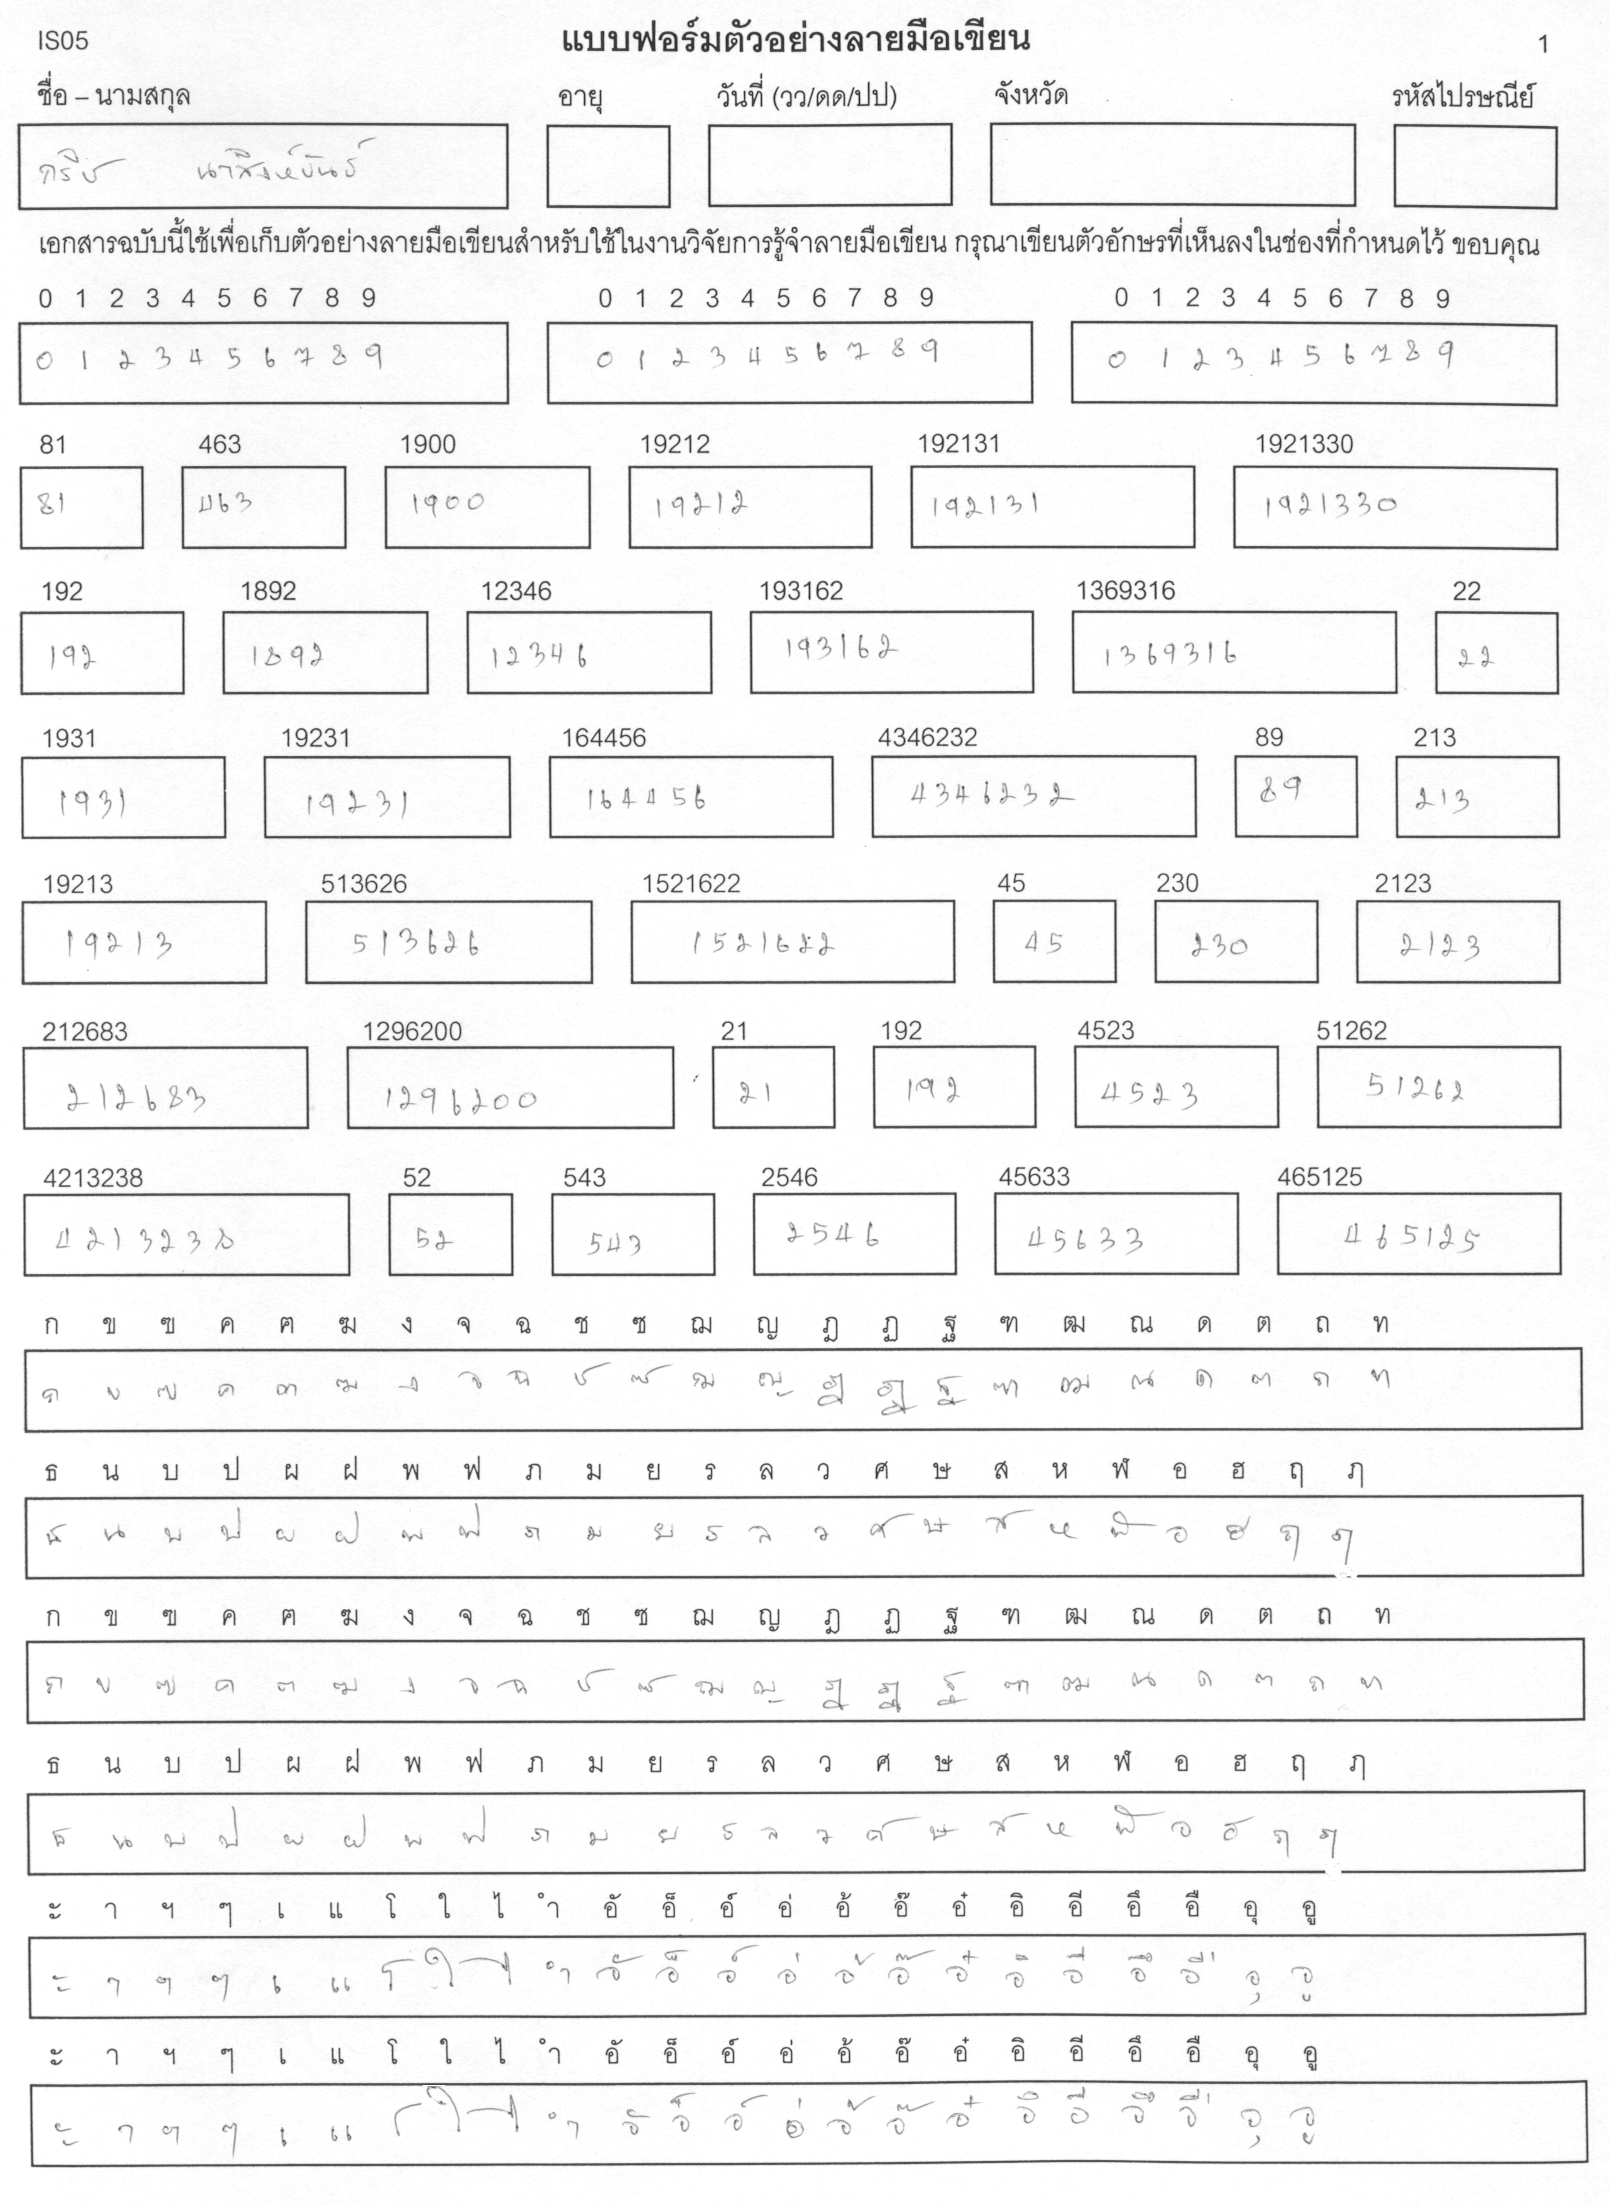 IS05 แบบฟอร์มตัวอย่างลายมือเขียน 1
ชื่อ – นามสกุล อายุ วันที่ (วว/ดด/ปป) จังหวัด รหัสไปรษณีย์
เอกสารฉบับนี้ใช้เพื่อเก็บตัวอย่างลายมือเขียนสำหรับใช้ในงานวิจัยการรู้จำลายมือเขียน กรุณาเขียนตัวอักษรที่เห็นลงในช่องที่กำหนดไว้ ขอบคุณ
0 1 2 3 4 5 6 7 8 9 0 1 2 3 4 5 6 7 8 9 0 1 2 3 4 5 6 7 8 9
0 1 2 3 4 5 6 7 8 9 0 1 2 3 4 5 6 7 8 9 0 1 2 3 4 5 6 7 8 9
81 463 1900 19212 192131 1921330
81 463 1900 19212 192131 1921330
192 1892 12346 193162 1369316 22
192 1892 12346 193162 1369316 22
1931 19231 164456 4346232 89 213
1931 19231 164456 4346232 89 213
19213 513626 1521622 45 230 2123
19213 513626 1521622 45 230 2123
212683 1296200 21 192 4523 51262
212683 1296200 21 192 4523 51262
4213238 52 543 2546 45633 465125
4213238 52 543 2546 45633 465125
ก ข ฃ ค ฅ ฆ ง จ ฉ ช ซ ฌ ญ ฎ ฏ ฐ ฑ ฒ ณ ด ต ถ ท
ก ข ฃ ค ฅ ฆ ง จ ฉ ช ซ ฌ ญ ฎ ฏ ฐ ฑ ฒ ณ ด ต ถ ท
ธ น บ ป ผ ฝ พ ฟ ภ ม ย ร ล ว ศ ษ ส ห ฬ อ ฮ ฤ ฦ
ธ น บ ป ผ ฝ พ ฟ ภ ม ย ร ล ว ศ ษ ส ห ฬ อ ฮ ฤ ฦ
ก ข ฃ ค ฅ ฆ ง จ ฉ ช ซ ฌ ญ ฎ ฏ ฐ ฑ ฒ ณ ด ต ถ ท
ก ข ฃ ค ฅ ฆ ง จ ฉ ช ซ ฌ ญ ฎ ฏ ฐ ฑ ฒ ณ ด ต ถ ท
ธ น บ ป ผ ฝ พ ฟ ภ ม ย ร ล ว ศ ษ ส ห ฬ อ ฮ ฤ ฦ
ธ น บ ป ผ ฝ พ ฟ ภ ม ย ร ล ว ศ ษ ส ห ฬ อ ฮ ฤ ฦ
ะ า ฯ ๆ เ แ โ ใ ไ ำ อั อ็ อ์ อ่ อ้ อ๊ อ๋ อิ อี อึ อื อุ อู
ะ า ฯ ๆ เ แ โ ใ ไ ำ อั อ็ อ์ อ่ อ้ อ๊ อ๋ อิ อี อึ อื อุ อู
ะ า ฯ ๆ เ แ โ ใ ไ ำ อั อ็ อ์ อ่ อ้ อ๊ อ๋ อิ อี อึ อื อุ อู
ะ า ฯ ๆ เ แ โ ใ ไ ำ อั อ็ อ์ อ่ อ้ อ๊ อ๋ อิ อี อึ อื อุ อู